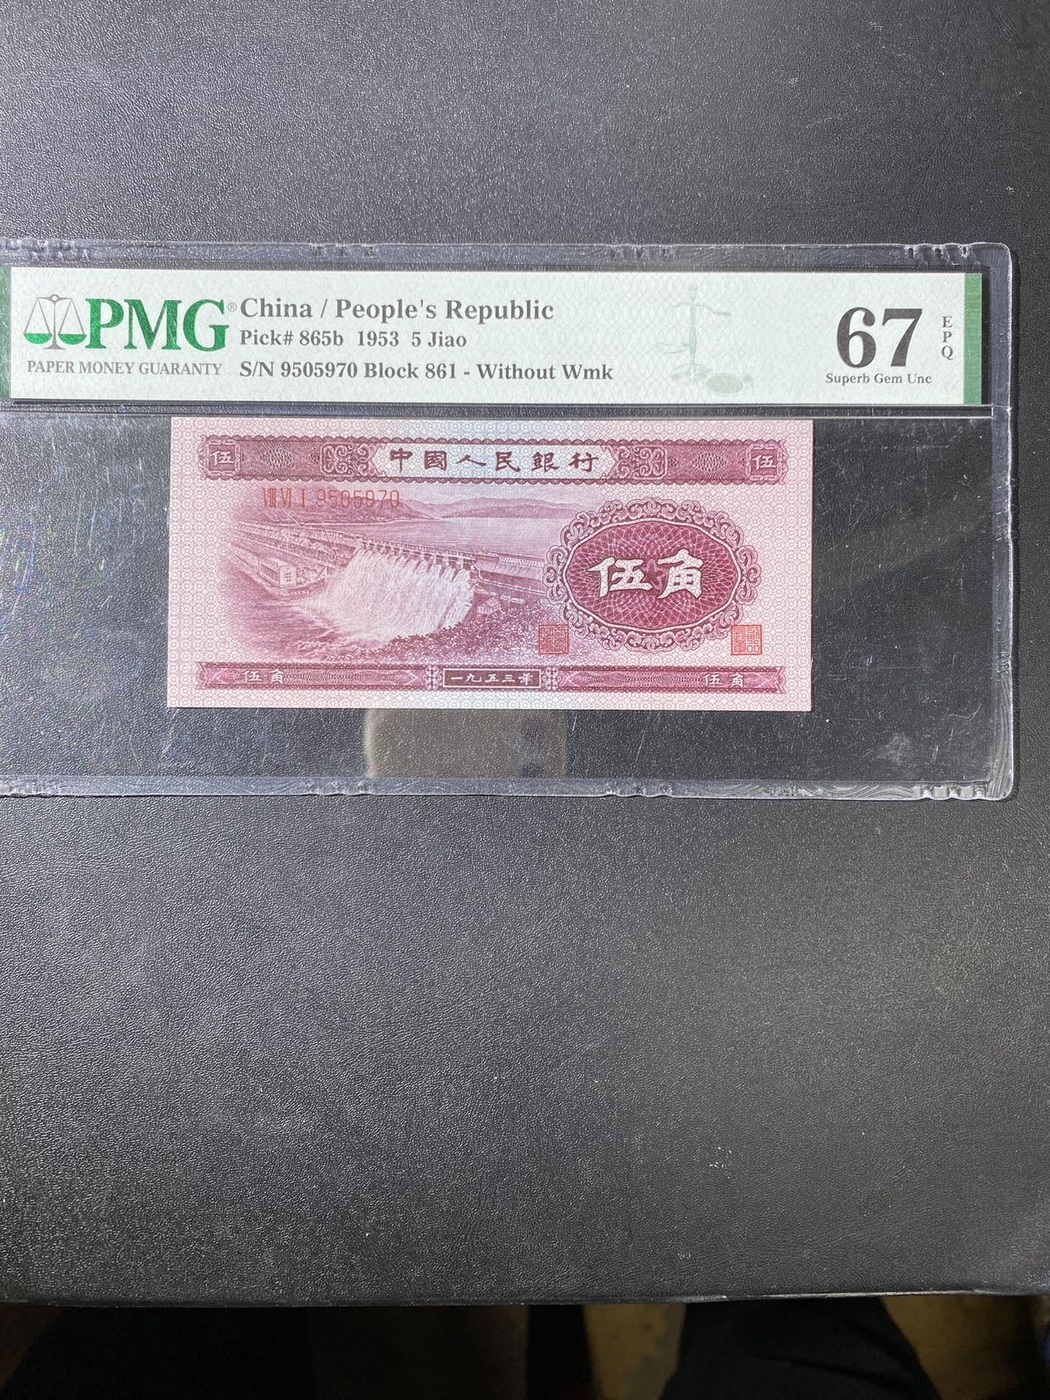 PMG®
PAPER MONEY GUARANTY
China / People's Republic
Pick# 865b 1953 5 Jiao
S/N 9505970 Block 861 - Without Wmk
67
EPQ
Superb Gem Unc
伍 中國人民銀行 伍
VIII VI I 9505970
伍角
伍角 一九五三年 伍角